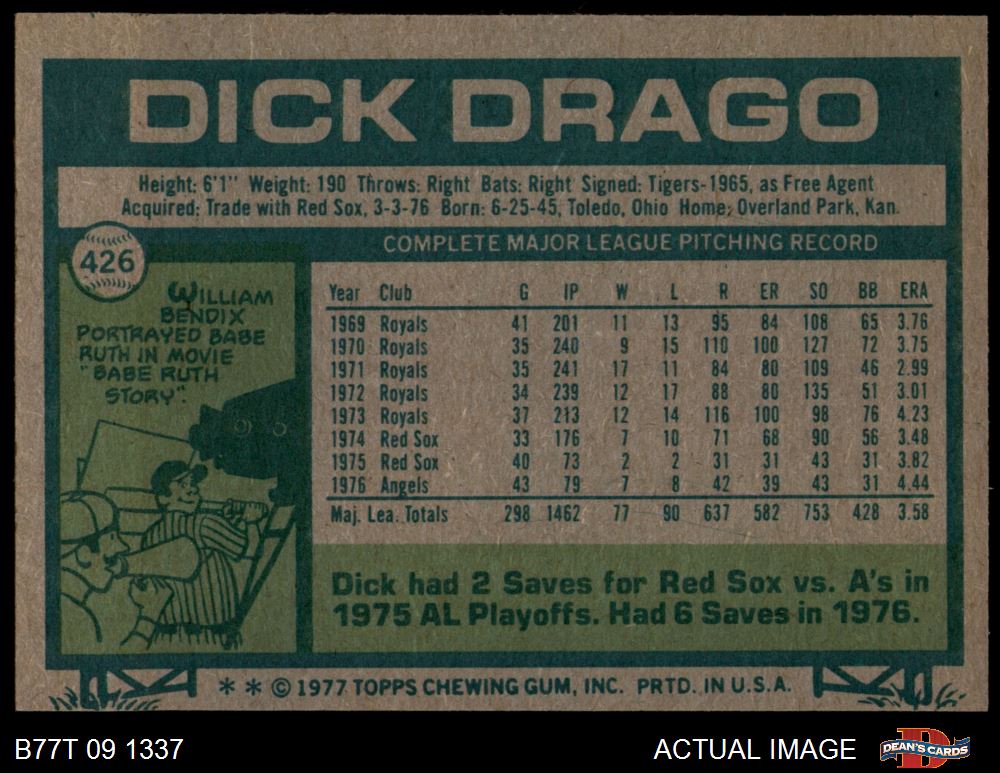 DICK DRAGO
Height: 6'1" Weight: 190 Throws: Right Bats: Right Signed: Tigers-1965, as Free Agent
Acquired: Trade with Red Sox, 3-3-76 Born: 6-25-45, Toledo, Ohio Home: Overland Park, Kan.
426
WILLIAM
BENDIX
PORTRAYED BABE
RUTH IN MOVIE
"BABE RUTH
STORY".
COMPLETE MAJOR LEAGUE PITCHING RECORD
Year Club G IP W L R ER SO BB ERA
1969 Royals 41 201 11 13 95 84 108 65 3.76
1970 Royals 35 240 9 15 110 100 127 72 3.75
1971 Royals 35 241 17 11 84 80 109 46 2.99
1972 Royals 34 239 12 17 88 80 135 51 3.01
1973 Royals 37 213 12 14 116 100 98 76 4.23
1974 Red Sox 33 176 7 10 71 68 90 56 3.48
1975 Red Sox 40 73 2 2 31 31 43 31 3.82
1976 Angels 43 79 7 8 42 39 43 31 4.44
Maj. Lea. Totals 298 1462 77 90 637 582 753 428 3.58
Dick had 2 Saves for Red Sox vs. A's in
1975 AL Playoffs. Had 6 Saves in 1976.
* * © 1977 TOPPS CHEWING GUM, INC. PRTD. IN U.S.A.
B77T 09 1337
ACTUAL IMAGE
D
DEAN'S CARDS